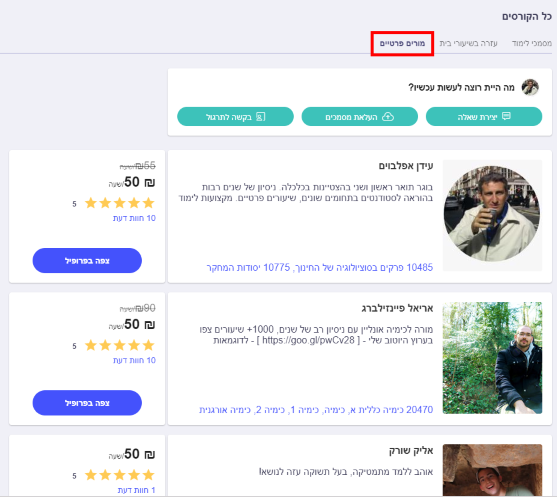 כל הקורסים
מסמכי לימוד
עזרה בשיעורי בית
מורים פרטיים
מה היית רוצה לעשות עכשיו?
יצירת שאלה
העלאת מסמכים
בקשה לתרגול
עידן אפלבוים
בוגר תואר ראשון ושני בהצטיינות בכלכלה. ניסיון של שנים רבות
בהוראה לסטודנטים בתחומים שונים, שיעורים פרטיים. מקצועות לימוד
10485 פרקים בסוציולוגיה של החינוך, 10775 יסודות המחקר
₪55/שעה
₪ 50/שעה
5
10 חוות דעת
צפה בפרופיל
אריאל פיינזילברג
מורה לכימיה אונליין עם ניסיון רב של שנים, 1000+ שיעורים צפו
בערוץ היוטוב שלי - [ https://goo.gl/pwCv28 ] - לדוגמאות
20470 כימיה כללית א, כימיה, כימיה 1, כימיה 2, כימיה אורגנית
₪90/שעה
₪ 50/שעה
5
10 חוות דעת
צפה בפרופיל
אליק שורק
אוהב ללמד מתמטיקה, בעל תשוקה עזה לנושא!
₪ 50/שעה
5
1 חוות דעת